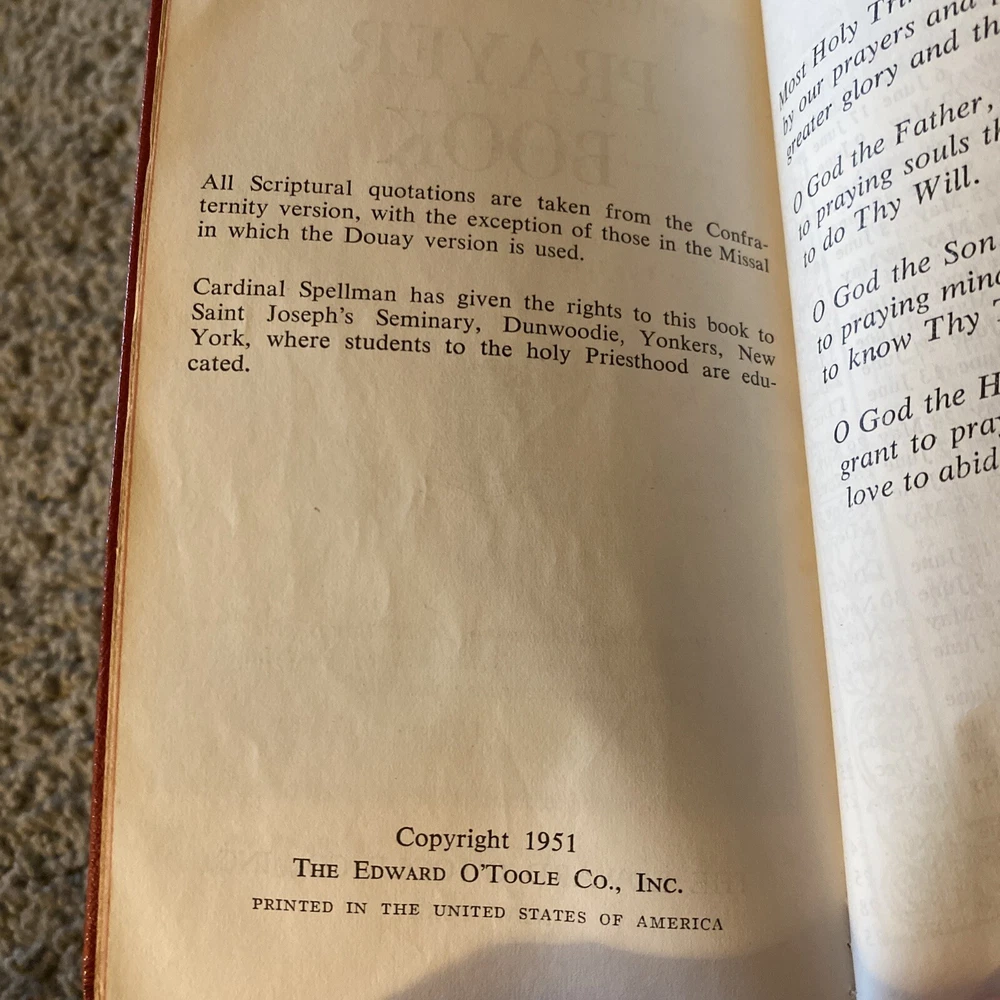 All Scriptural quotations are taken from the Confra-
ternity version, with the exception of those in the Missal
in which the Douay version is used.
Cardinal Spellman has given the rights to this book to
Saint Joseph's Seminary, Dunwoodie, Yonkers, New
York, where students to the holy Priesthood are edu-
cated.
Copyright 1951
THE EDWARD O'TOOLE CO., INC.
PRINTED IN THE UNITED STATES OF AMERICA
Most Holy
by our prayers and
greater glory and
O God the Father,
to praying souls
to do Thy Will.
O God the Son
to praying
to know Thy
O God the
grant to
love to